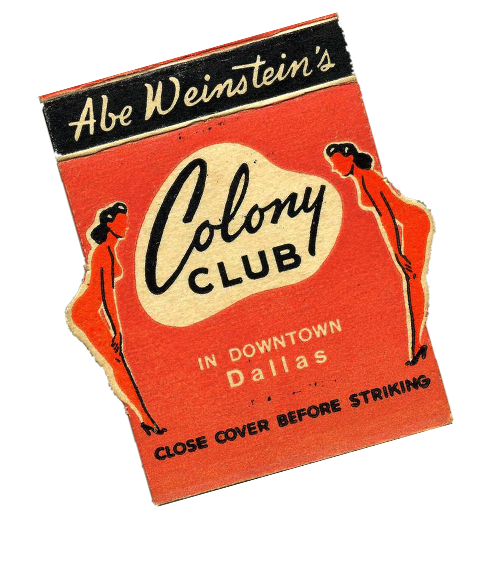 Abe Weinstein's
Colony
CLUB
IN DOWNTOWN
Dallas
CLOSE COVER BEFORE STRIKING